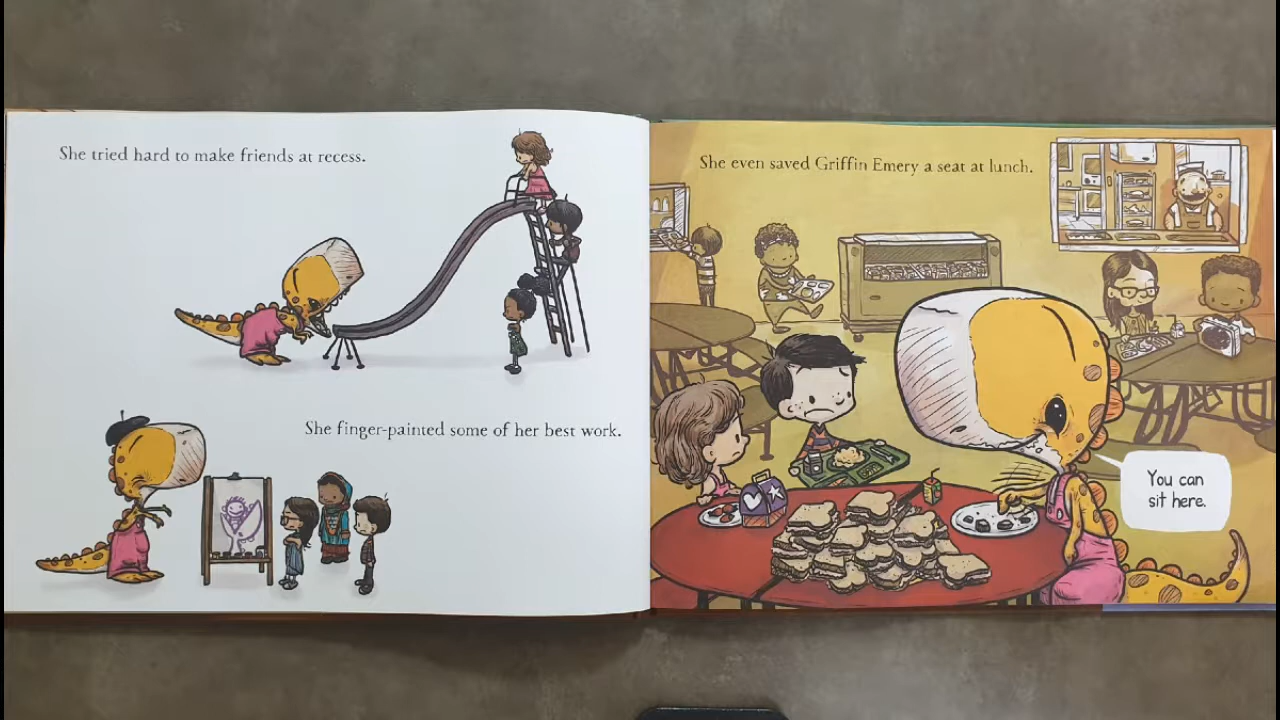 She tried hard to make friends at recess.
She finger-painted some of her best work.
She even saved Griffin Emery a seat at lunch.
You can
sit here.